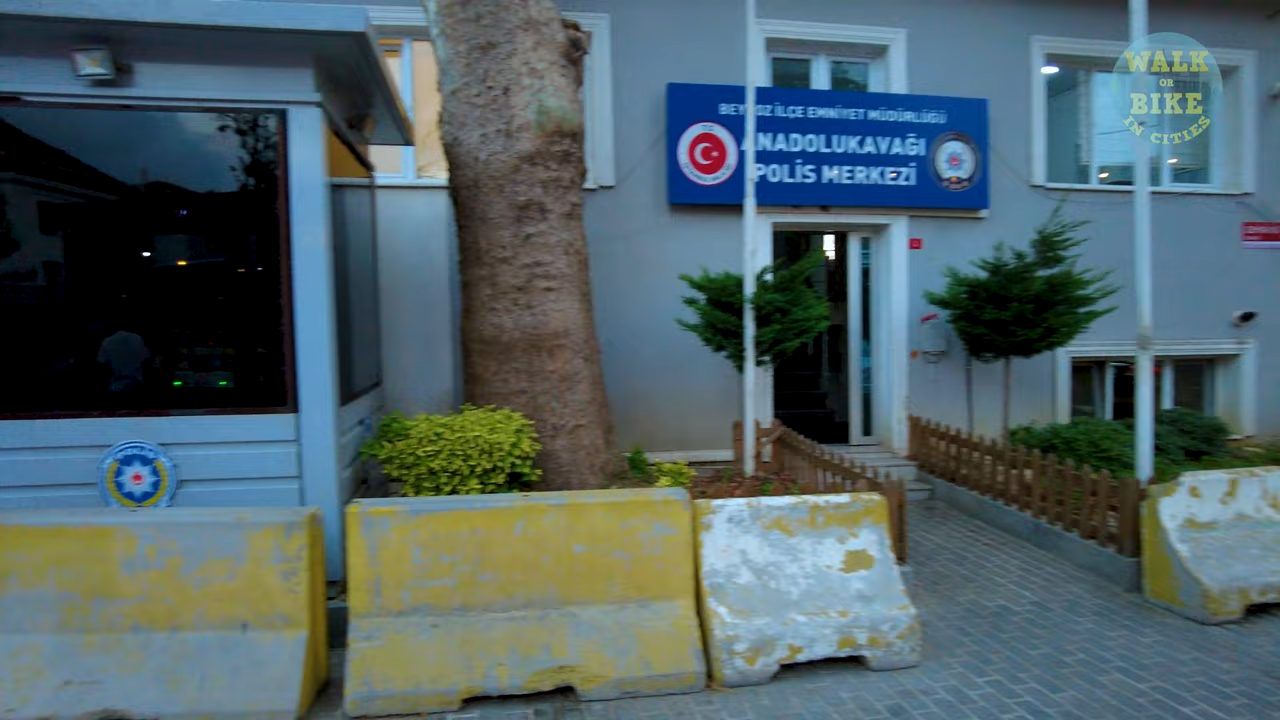 BEYKOZ İLÇE EMNİYET MÜDÜRLÜĞÜ
ANADOLUKAVAĞI
POLİS MERKEZİ
WALK
OR
BIKE
IN CITIES